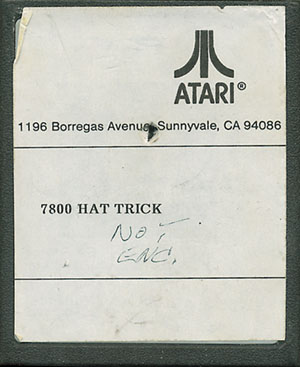 ATARI®
1196 Borregas Avenue, Sunnyvale, CA 94086
7800 HAT TRICK
NOT
ENC.